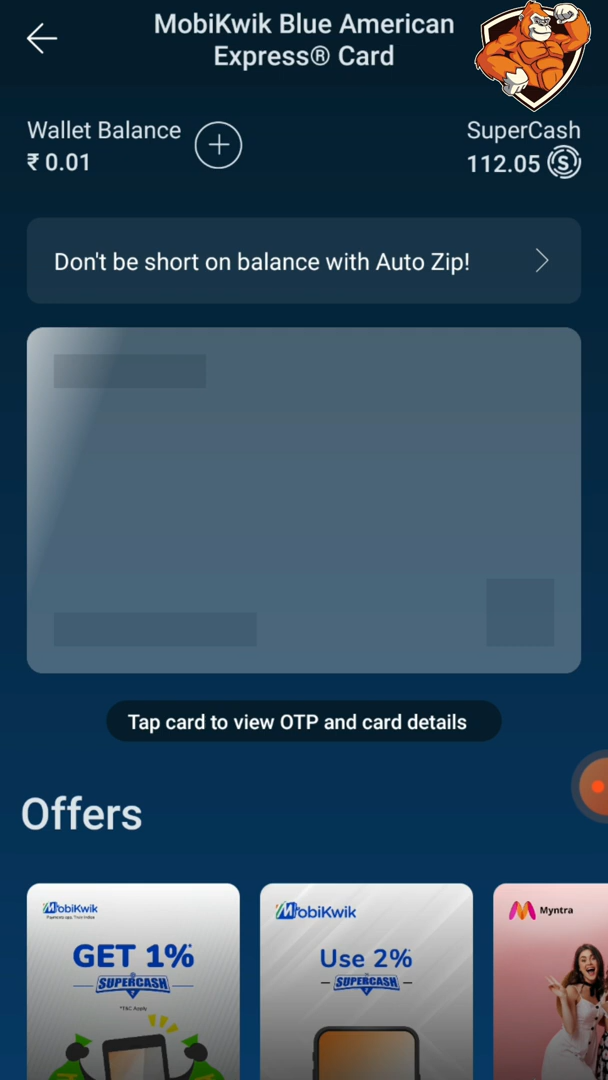 MobiKwik Blue American
Express® Card
Wallet Balance
₹ 0.01
SuperCash
112.05 S
Don't be short on balance with Auto Zip!
Tap card to view OTP and card details
Offers
MobiKwik
GET 1%*
SUPERCASH
*T&C Apply
MobiKwik
Use 2%*
SUPERCASH
Myntra